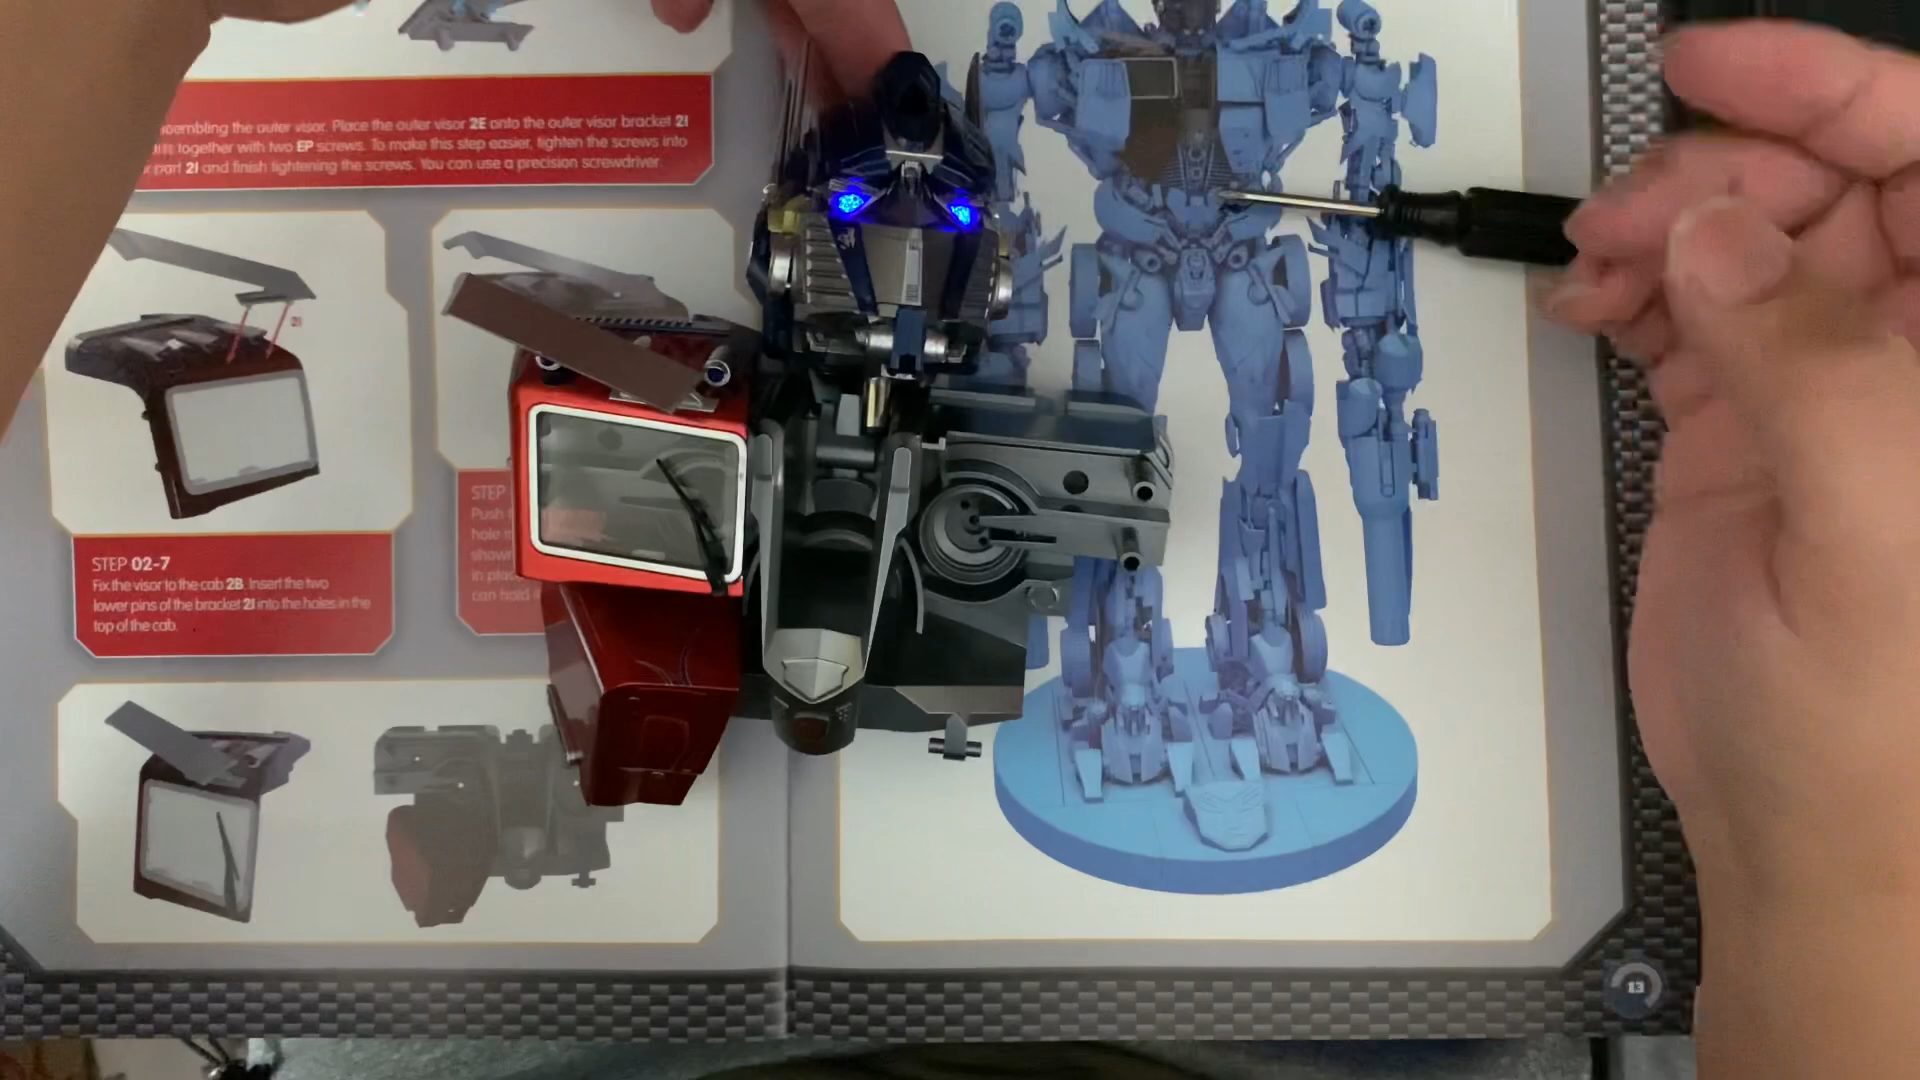 assembling the outer visor. Place the outer visor 2E onto the outer visor bracket 2I
together with two EP screws. To make this step easier, tighten the screws into
part 2I and finish tightening the screws. You can use a precision screwdriver.
STEP 02-7
Fix the visor to the cab 2B. Insert the two
lower pins of the bracket 2I into the holes in the
top of the cab.
STEP
Push
hole
show
in plac
can hold
13